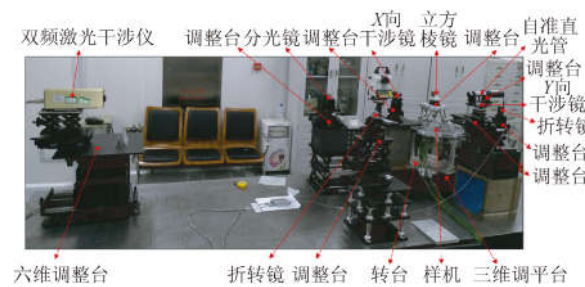 双频激光干涉仪
调整台
分光镜
调整台
X向
干涉镜
立方
棱镜
调整台
自准直
光管
调整台
Y向
干涉镜
折转镜
调整台
调整台
六维调整台
折转镜
调整台
转台
样机
三维调平台